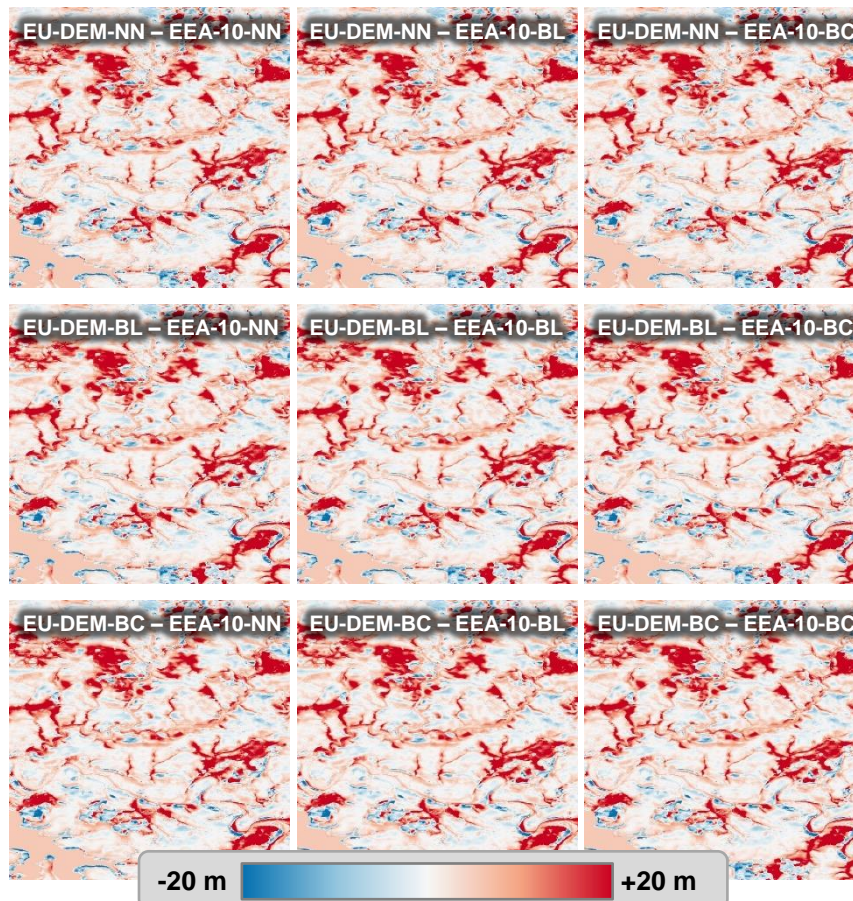 EU-DEM-NN – EEA-10-NN
EU-DEM-NN – EEA-10-BL
EU-DEM-NN – EEA-10-BC
EU-DEM-BL – EEA-10-NN
EU-DEM-BL – EEA-10-BL
EU-DEM-BL – EEA-10-BC
EU-DEM-BC – EEA-10-NN
EU-DEM-BC – EEA-10-BL
EU-DEM-BC – EEA-10-BC
-20 m
+20 m